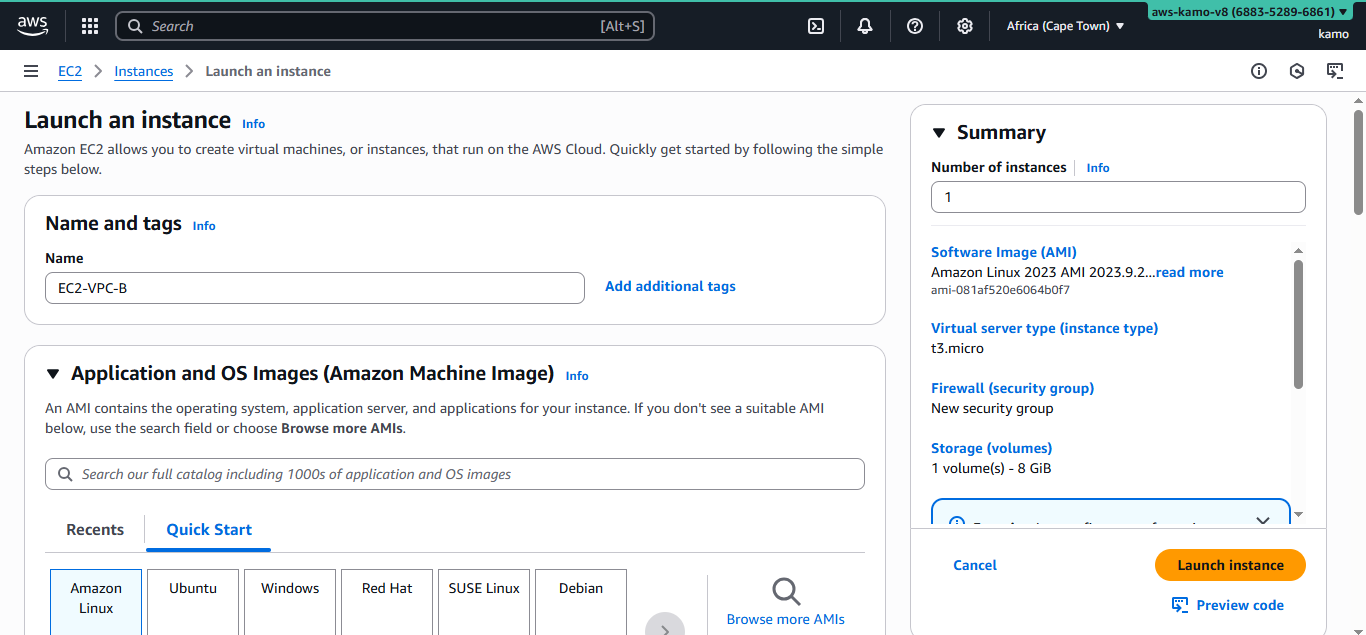 aws
Search
[Alt+S]
Africa (Cape Town)
aws-kamo-v8 (6883-5289-6861)
kamo
EC2
Instances
Launch an instance
Launch an instance
Info
Amazon EC2 allows you to create virtual machines, or instances, that run on the AWS Cloud. Quickly get started by following the simple
steps below.
Name and tags
Info
Name
EC2-VPC-B
Add additional tags
Application and OS Images (Amazon Machine Image)
Info
An AMI contains the operating system, application server, and applications for your instance. If you don't see a suitable AMI
below, use the search field or choose Browse more AMIs.
Search our full catalog including 1000s of application and OS images
Recents
Quick Start
Amazon
Linux
Ubuntu
Windows
Red Hat
SUSE Linux
Debian
Browse more AMIs
Summary
Number of instances
Info
1
Software Image (AMI)
Amazon Linux 2023 AMI 2023.9.2...read more
ami-081af520e6064b0f7
Virtual server type (instance type)
t3.micro
Firewall (security group)
New security group
Storage (volumes)
1 volume(s) - 8 GiB
Cancel
Launch instance
Preview code